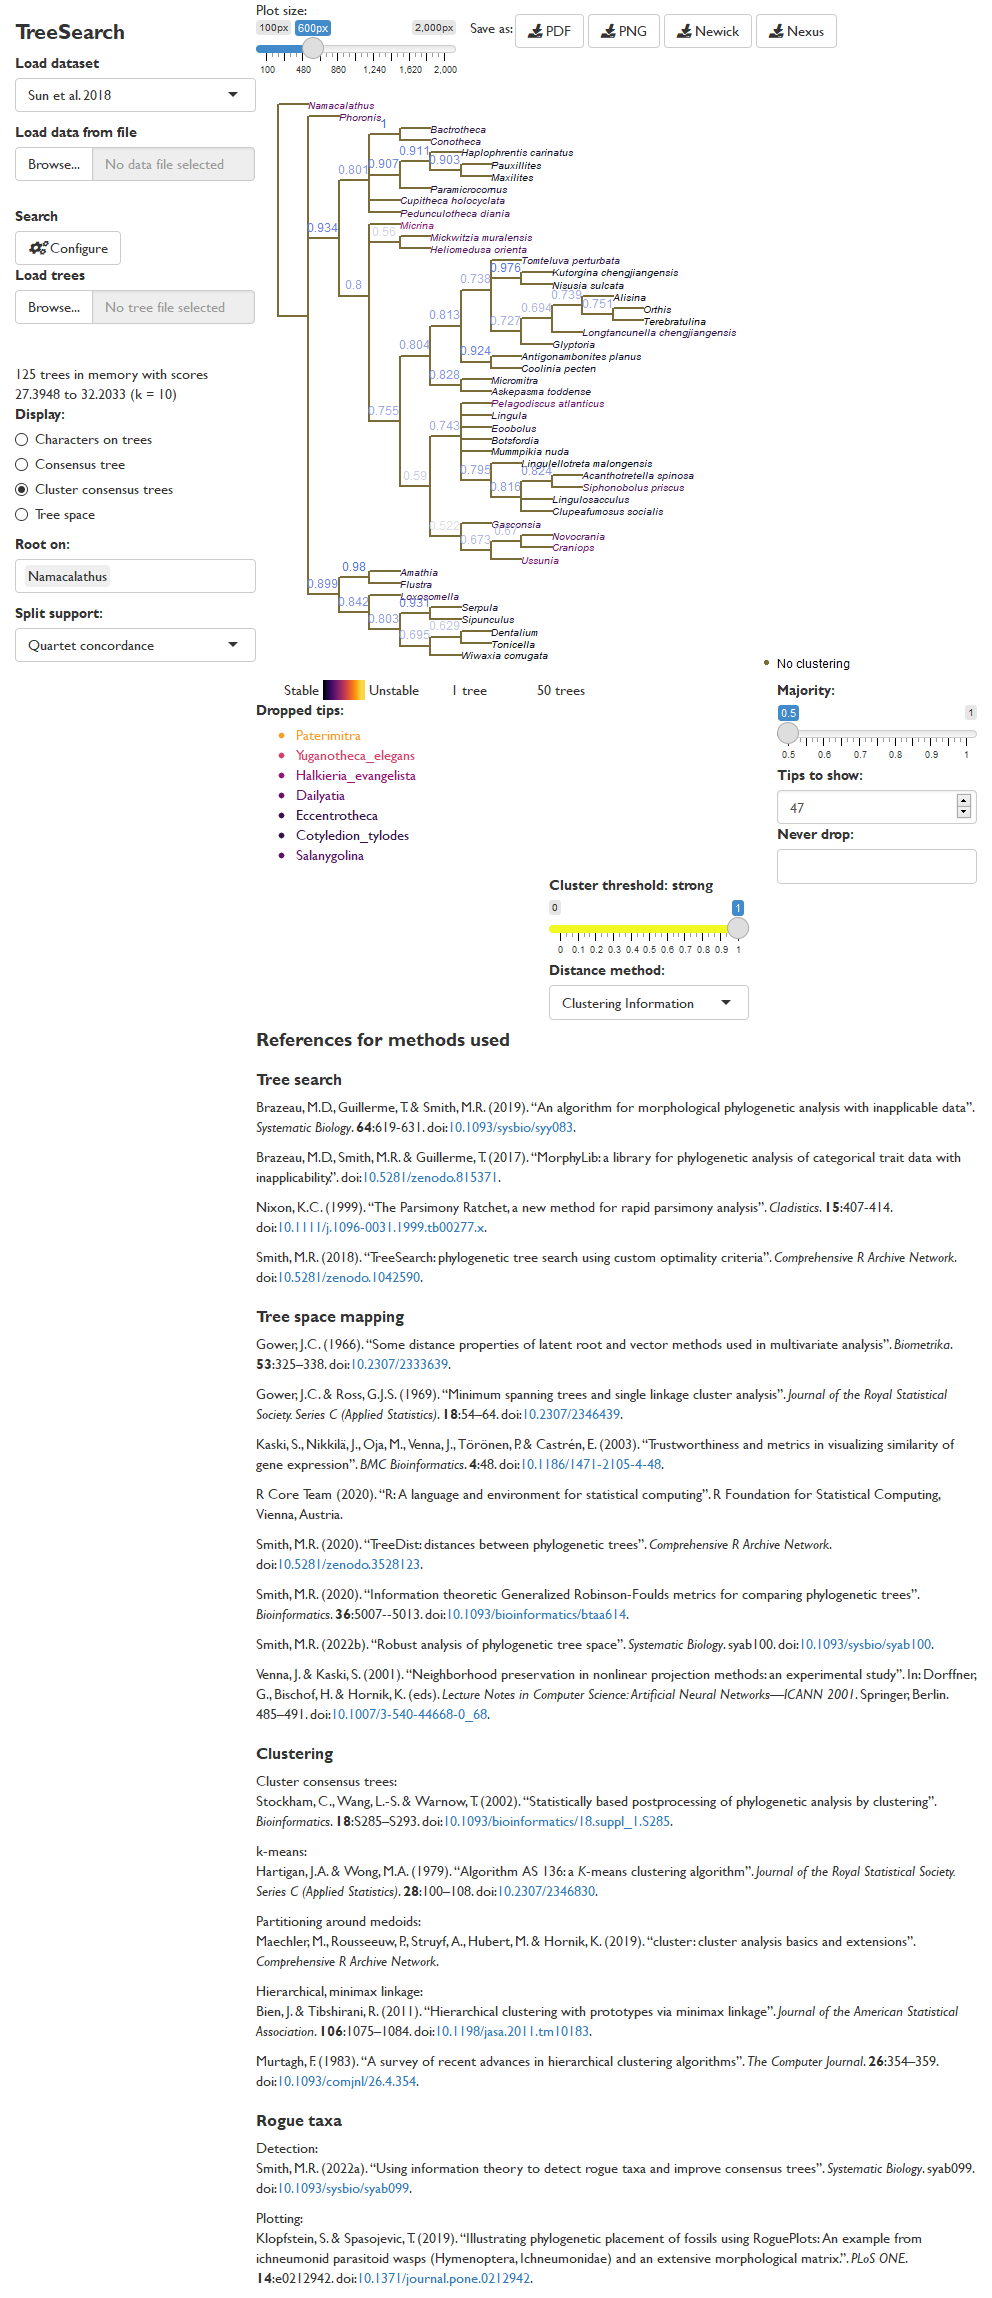 TreeSearch
Load dataset
Sun et al. 2018
Load data from file
Browse... No data file selected
Search
Configure
Load trees
Browse... No tree file selected
125 trees in memory with scores
27.3948 to 32.2033 (k = 10)
Display:
Characters on trees
Consensus tree
Cluster consensus trees
Tree space
Root on:
Namacalathus
Split support:
Quartet concordance
Plot size:
100px 600px 2,000px
100 480 860 1,240 1,620 2,000
Save as: PDF PNG Newick Nexus
Namacalathus
Phoronis
1
Bactrotheca
Conotheca
0.911
Haplophrentis carinatus
0.801 0.907 0.903
Pauxillites
Maxilites
Paramicrocornus
Cupitheca holocyclata
Pedunculotheca diania
0.934
Micrina
0.56
Mickwitzia muralensis
Heliomedusa orienta
Tomteluva perturbata
0.976
Kutorgina chengjiangensis
0.738
Nisusia sulcata
0.8
0.739
Alisina
0.694 0.751
Orthis
0.813
0.727
Terebratulina
Longtancunella chengjiangensis
Glyptoria
0.804
0.924
Antigonambonites planus
Coolinia pecten
0.828
Micromitra
Askepasma toddense
0.755
Pelagodiscus atlanticus
Lingula
0.743
Eoobolus
Botsfordia
Mummpikia nuda
Lingulellotreta malongensis
0.59 0.795 0.824
Acanthotretella spinosa
0.816
Siphonobolus priscus
Lingulosacculus
Clupeafumosus socialis
0.522
Gasconsia
0.67
Novocrania
0.673
Craniops
Ussunia
0.98
Amathia
0.899
Flustra
Loxosomella
0.842 0.931
Serpula
0.803
Sipunculus
0.629
Dentalium
0.695
Tonicella
Wiwaxia corrugata
Stable Unstable 1 tree 50 trees
Dropped tips:
Paterimitra
Yuganotheca_elegans
Halkieria_evangelista
Dailyatia
Eccentrotheca
Cotyledion_tylodes
Salanygolina
No clustering
Majority:
0.5 1
0.5 0.6 0.7 0.8 0.9 1
Tips to show:
47
Never drop:
Cluster threshold: strong
0 1
0 0.1 0.2 0.3 0.4 0.5 0.6 0.7 0.8 0.9 1
Distance method:
Clustering Information
References for methods used
Tree search
Brazeau, M.D., Guillerme, T. & Smith, M.R. (2019). “An algorithm for morphological phylogenetic analysis with inapplicable data”.
Systematic Biology. 64:619-631. doi:10.1093/sysbio/syy083.
Brazeau, M.D., Smith, M.R. & Guillerme, T. (2017). “MorphyLib: a library for phylogenetic analysis of categorical trait data with
inapplicability.”. doi:10.5281/zenodo.815371.
Nixon, K.C. (1999). “The Parsimony Ratchet, a new method for rapid parsimony analysis”. Cladistics. 15:407-414.
doi:10.1111/j.1096-0031.1999.tb00277.x.
Smith, M.R. (2018). “TreeSearch: phylogenetic tree search using custom optimality criteria”. Comprehensive R Archive Network.
doi:10.5281/zenodo.1042590.
Tree space mapping
Gower, J.C. (1966). “Some distance properties of latent root and vector methods used in multivariate analysis”. Biometrika.
53:325–338. doi:10.2307/2333639.
Gower, J.C. & Ross, G.J.S. (1969). “Minimum spanning trees and single linkage cluster analysis”. Journal of the Royal Statistical
Society. Series C (Applied Statistics). 18:54–64. doi:10.2307/2346439.
Kaski, S., Nikkilä, J., Oja, M., Venna, J., Törönen, P. & Castrén, E. (2003). “Trustworthiness and metrics in visualizing similarity of
gene expression”. BMC Bioinformatics. 4:48. doi:10.1186/1471-2105-4-48.
R Core Team (2020). “R: A language and environment for statistical computing”. R Foundation for Statistical Computing,
Vienna, Austria.
Smith, M.R. (2020). “TreeDist: distances between phylogenetic trees”. Comprehensive R Archive Network.
doi:10.5281/zenodo.3528123.
Smith, M.R. (2020). “Information theoretic Generalized Robinson-Foulds metrics for comparing phylogenetic trees”.
Bioinformatics. 36:5007--5013. doi:10.1093/bioinformatics/btaa614.
Smith, M.R. (2022b). “Robust analysis of phylogenetic tree space”. Systematic Biology. syab100. doi:10.1093/sysbio/syab100.
Venna, J. & Kaski, S. (2001). “Neighborhood preservation in nonlinear projection methods: an experimental study”. In: Dorffner,
G., Bischof, H. & Hornik, K. (eds). Lecture Notes in Computer Science: Artificial Neural Networks—ICANN 2001. Springer, Berlin.
485–491. doi:10.1007/3-540-44668-0_68.
Clustering
Cluster consensus trees:
Stockham, C., Wang, L.-S. & Warnow, T. (2002). “Statistically based postprocessing of phylogenetic analysis by clustering”.
Bioinformatics. 18:S285–S293. doi:10.1093/bioinformatics/18.suppl_1.S285.
k-means:
Hartigan, J.A. & Wong, M.A. (1979). “Algorithm AS 136: a K-means clustering algorithm”. Journal of the Royal Statistical Society.
Series C (Applied Statistics). 28:100–108. doi:10.2307/2346830.
Partitioning around medoids:
Maechler, M., Rousseeuw, P., Struyf, A., Hubert, M. & Hornik, K. (2019). “cluster: cluster analysis basics and extensions”.
Comprehensive R Archive Network.
Hierarchical, minimax linkage:
Bien, J. & Tibshirani, R. (2011). “Hierarchical clustering with prototypes via minimax linkage”. Journal of the American Statistical
Association. 106:1075–1084. doi:10.1198/jasa.2011.tm10183.
Murtagh, F. (1983). “A survey of recent advances in hierarchical clustering algorithms”. The Computer Journal. 26:354–359.
doi:10.1093/comjnl/26.4.354.
Rogue taxa
Detection:
Smith, M.R. (2022a). “Using information theory to detect rogue taxa and improve consensus trees”. Systematic Biology. syab099.
doi:10.1093/sysbio/syab099.
Plotting:
Klopfstein, S. & Spasojevic, T. (2019). “Illustrating phylogenetic placement of fossils using RoguePlots: An example from
ichneumonid parasitoid wasps (Hymenoptera, Ichneumonidae) and an extensive morphological matrix.”. PLoS ONE.
14:e0212942. doi:10.1371/journal.pone.0212942.